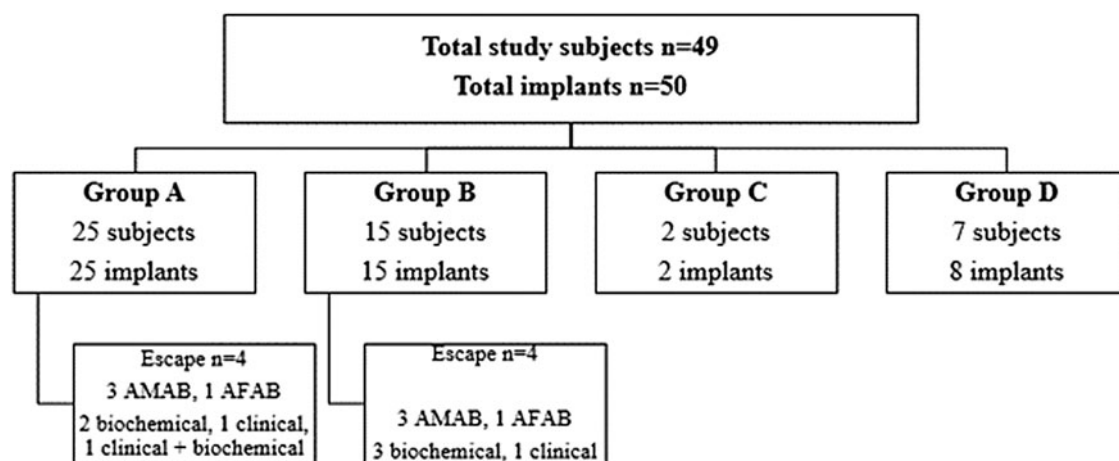 Total study subjects n=49
Total implants n=50
Group A
25 subjects
25 implants
Group B
15 subjects
15 implants
Group C
2 subjects
2 implants
Group D
7 subjects
8 implants
Escape n=4
3 AMAB, 1 AFAB
2 biochemical, 1 clinical,
1 clinical + biochemical
Escape n=4
3 AMAB, 1 AFAB
3 biochemical, 1 clinical